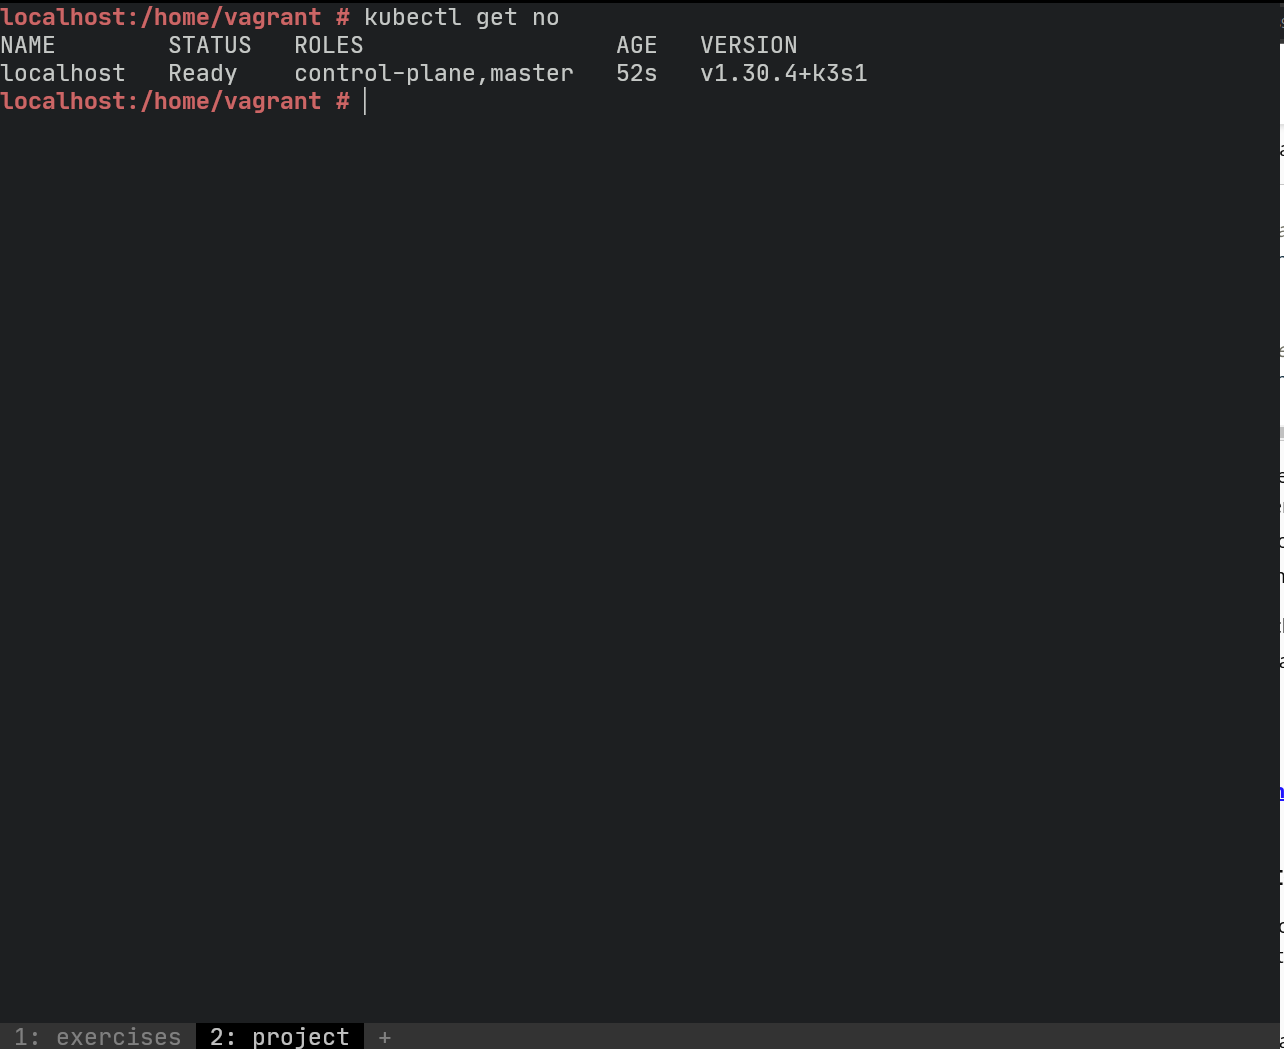 localhost:/home/vagrant # kubectl get no
NAME        STATUS   ROLES                  AGE   VERSION
localhost   Ready    control-plane,master   52s   v1.30.4+k3s1
localhost:/home/vagrant #
1: exercises 2: project +